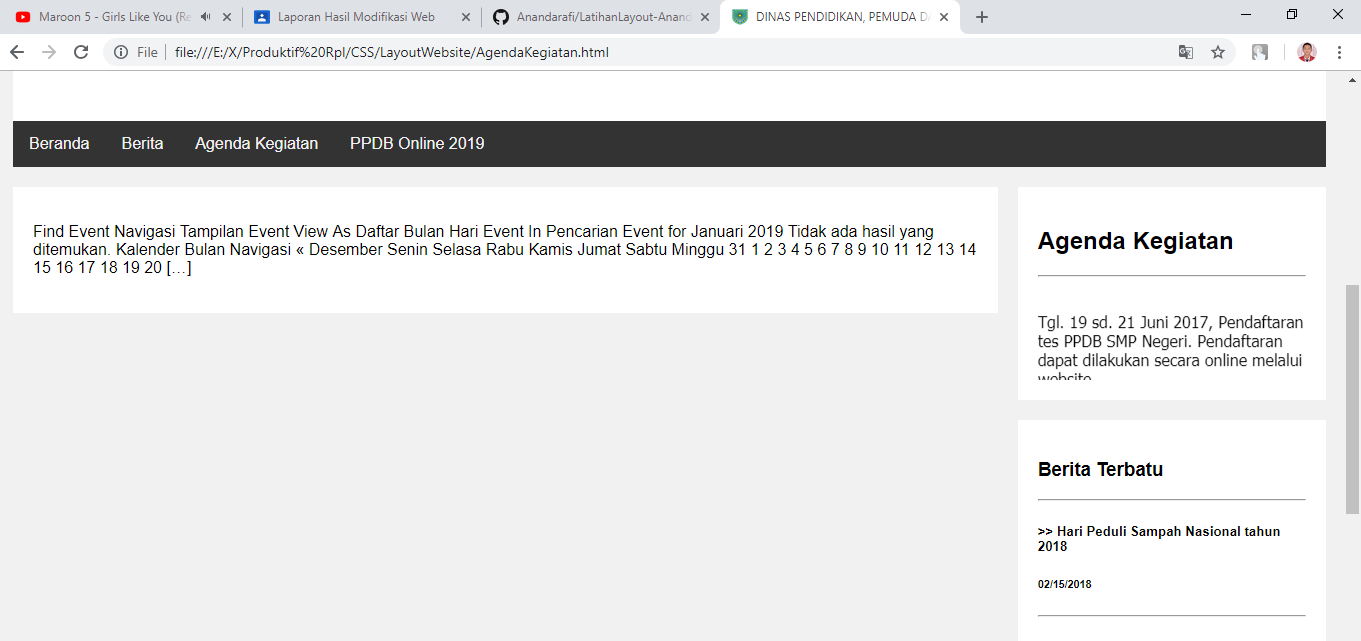 Maroon 5 - Girls Like You (Re
Laporan Hasil Modifikasi Web
Anandarafi/LatihanLayout-Anand
DINAS PENDIDIKAN, PEMUDA DA
File
file:///E:/X/Produktif%20Rpl/CSS/LayoutWebsite/AgendaKegiatan.html
Beranda Berita Agenda Kegiatan PPDB Online 2019
Find Event Navigasi Tampilan Event View As Daftar Bulan Hari Event In Pencarian Event for Januari 2019 Tidak ada hasil yang
ditemukan. Kalender Bulan Navigasi « Desember Senin Selasa Rabu Kamis Jumat Sabtu Minggu 31 1 2 3 4 5 6 7 8 9 10 11 12 13 14
15 16 17 18 19 20 […]
Agenda Kegiatan
Tgl. 19 sd. 21 Juni 2017, Pendaftaran
tes PPDB SMP Negeri. Pendaftaran
dapat dilakukan secara online melalui
website
Berita Terbatu
>> Hari Peduli Sampah Nasional tahun
2018
02/15/2018